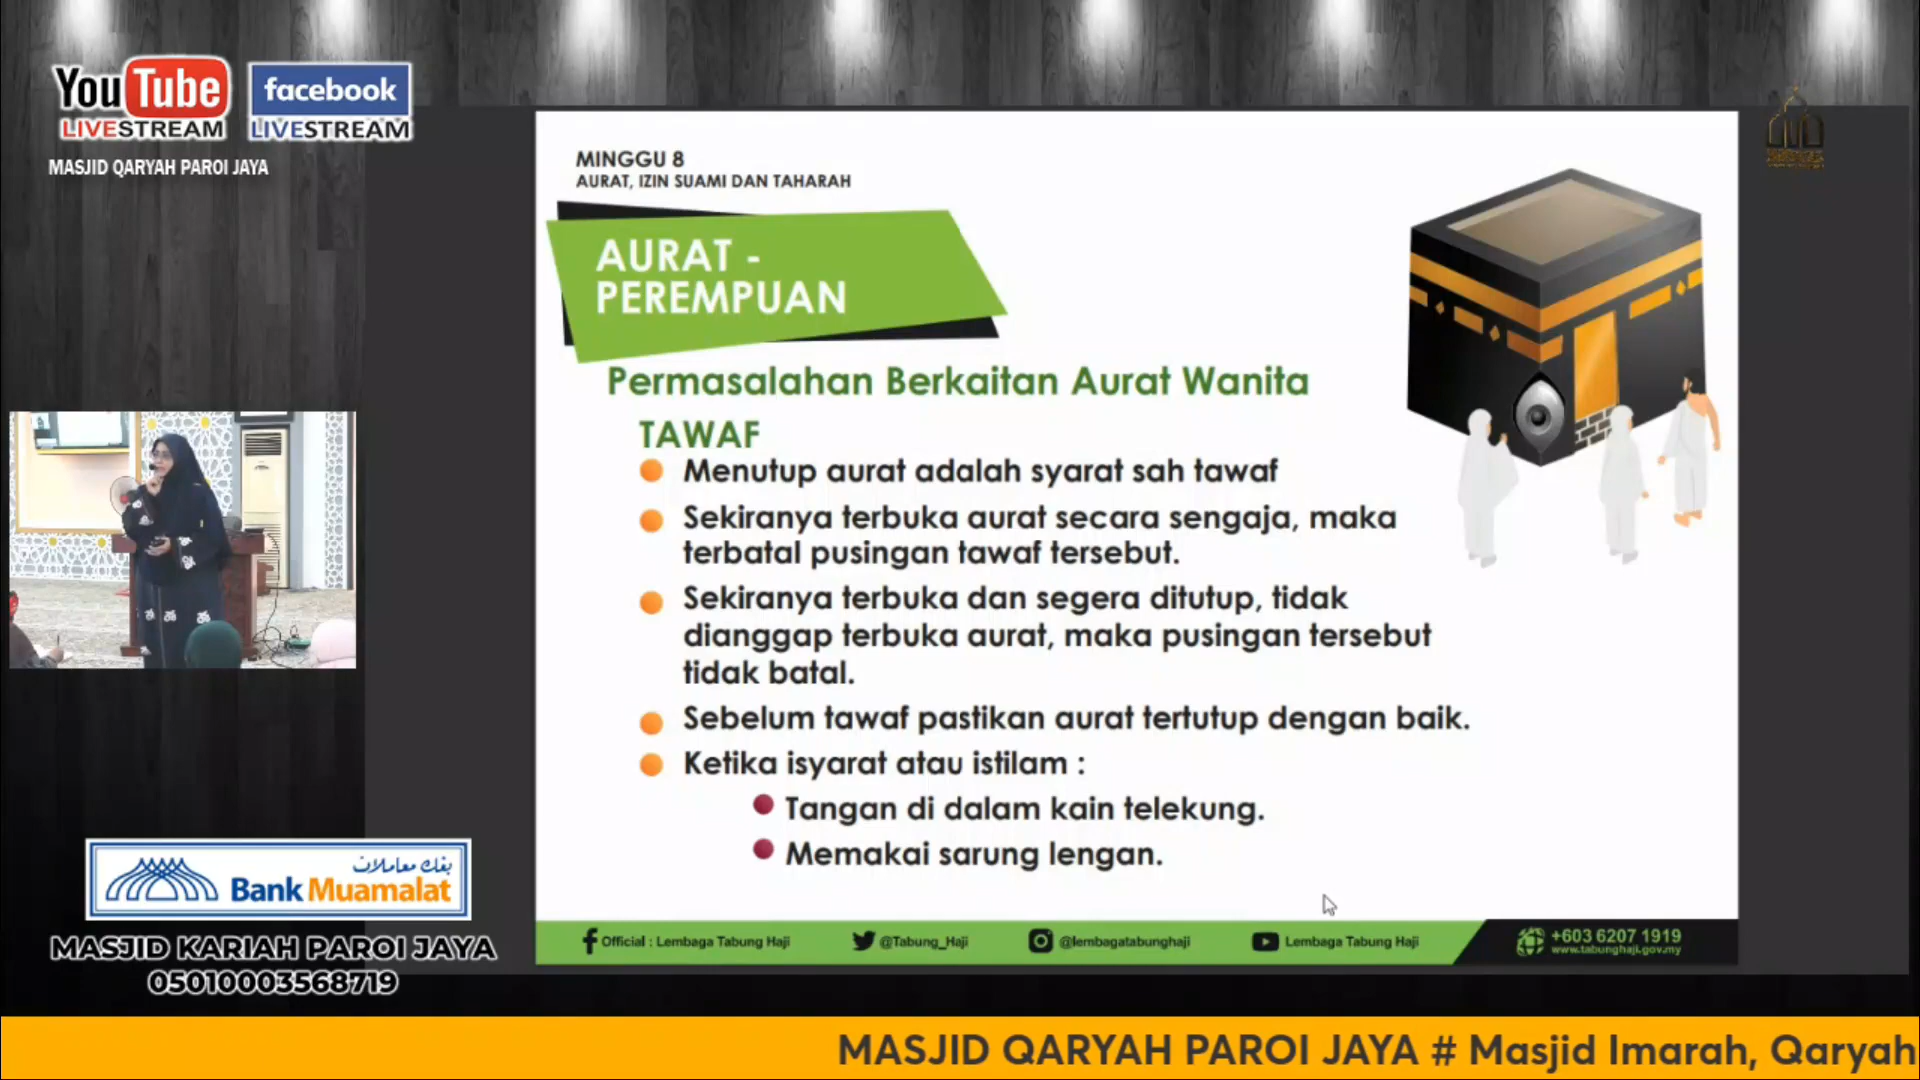 YouTube
LIVESTREAM
facebook
LIVESTREAM
MASJID QARYAH PAROI JAYA
MINGGU 8
AURAT, IZIN SUAMI DAN TAHARAH
AURAT -
PEREMPUAN
Permasalahan Berkaitan Aurat Wanita
TAWAF
Menutup aurat adalah syarat sah tawaf
Sekiranya terbuka aurat secara sengaja, maka
terbatal pusingan tawaf tersebut.
Sekiranya terbuka dan segera ditutup, tidak
dianggap terbuka aurat, maka pusingan tersebut
tidak batal.
Sebelum tawaf pastikan aurat tertutup dengan baik.
Ketika isyarat atau istilam :
Tangan di dalam kain telekung.
Memakai sarung lengan.
Official : Lembaga Tabung Haji
@Tabung_Haji
@lembagatabunghaji
Lembaga Tabung Haji
+603 6207 1919
www.tabunghaji.gov.my
بنك معاملات
Bank Muamalat
MASJID KARIAH PAROI JAYA
05010003568719
MASJID QARYAH PAROI JAYA # Masjid Imarah, Qaryah